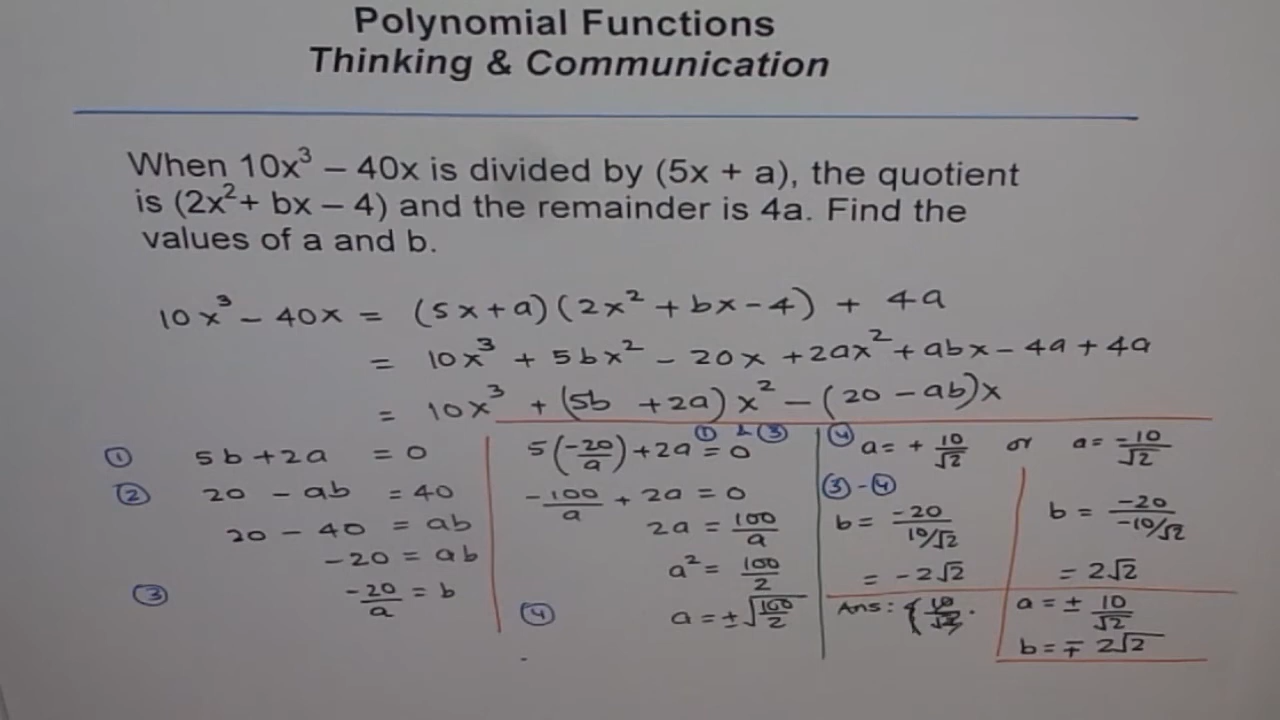 Polynomial Functions
Thinking & Communication
When 10x³ – 40x is divided by (5x + a), the quotient
is (2x²+ bx – 4) and the remainder is 4a. Find the
values of a and b.
10x³ - 40x = (5x+a)(2x² + bx - 4) + 4a
= 10x³ + 5bx² - 20x + 2ax² + abx - 4a + 4a
= 10x³ + (5b + 2a)x² - (20 - ab)x
① 5b + 2a = 0
② 20 - ab = 40
20 - 40 = ab
-20 = ab
③ -20/a = b
① & ③
5(-20/a) + 2a = 0
-100/a + 2a = 0
2a = 100/a
a² = 100/2
④ a = ±√(100/2)
④ a = + 10/√2 or a = -10/√2
③ - ④
b = -20/(10/√2)
= -2√2
b = -20/(-10/√2)
= 2√2
Ans:
a = ± 10/√2
b = ∓ 2√2